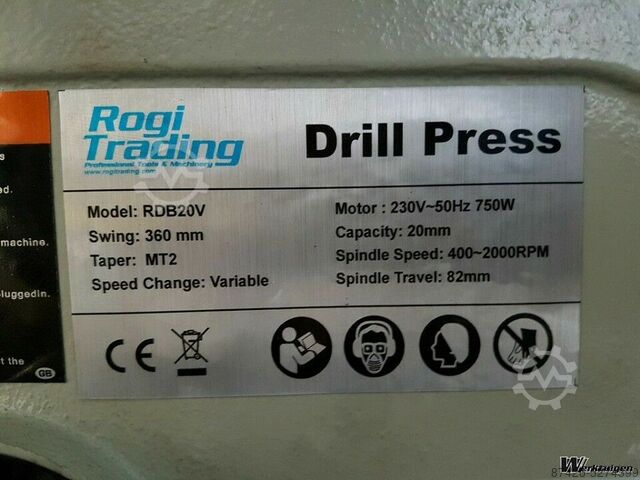 Rogi
Trading
Professional Tools & Machinery
www.rogitrading.com
Drill Press
Model: RDB20V
Swing: 360 mm
Taper: MT2
Speed Change: Variable
Motor : 230V~50Hz 750W
Capacity: 20mm
Spindle Speed: 400~2000RPM
Spindle Travel: 82mm
CE
s
ed.
machine.
pluggedin.
t the
GB
Werktuigen